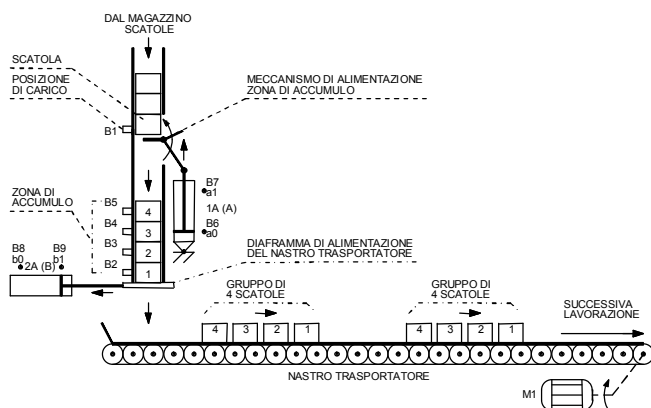 DAL MAGAZZINO
SCATOLE
SCATOLA
POSIZIONE
DI CARICO
B1
MECCANISMO DI ALIMENTAZIONE
ZONA DI ACCUMULO
B7
a1
1A (A)
B6
a0
ZONA DI
ACCUMULO
B5
B4
B3
B2
4
3
2
1
B8
b0
B9
b1
2A (B)
DIAFRAMMA DI ALIMENTAZIONE
DEL NASTRO TRASPORTATORE
GRUPPO DI
4 SCATOLE
GRUPPO DI
4 SCATOLE
SUCCESSIVA
LAVORAZIONE
4 3 2 1
4 3 2 1
NASTRO TRASPORTATORE
M1